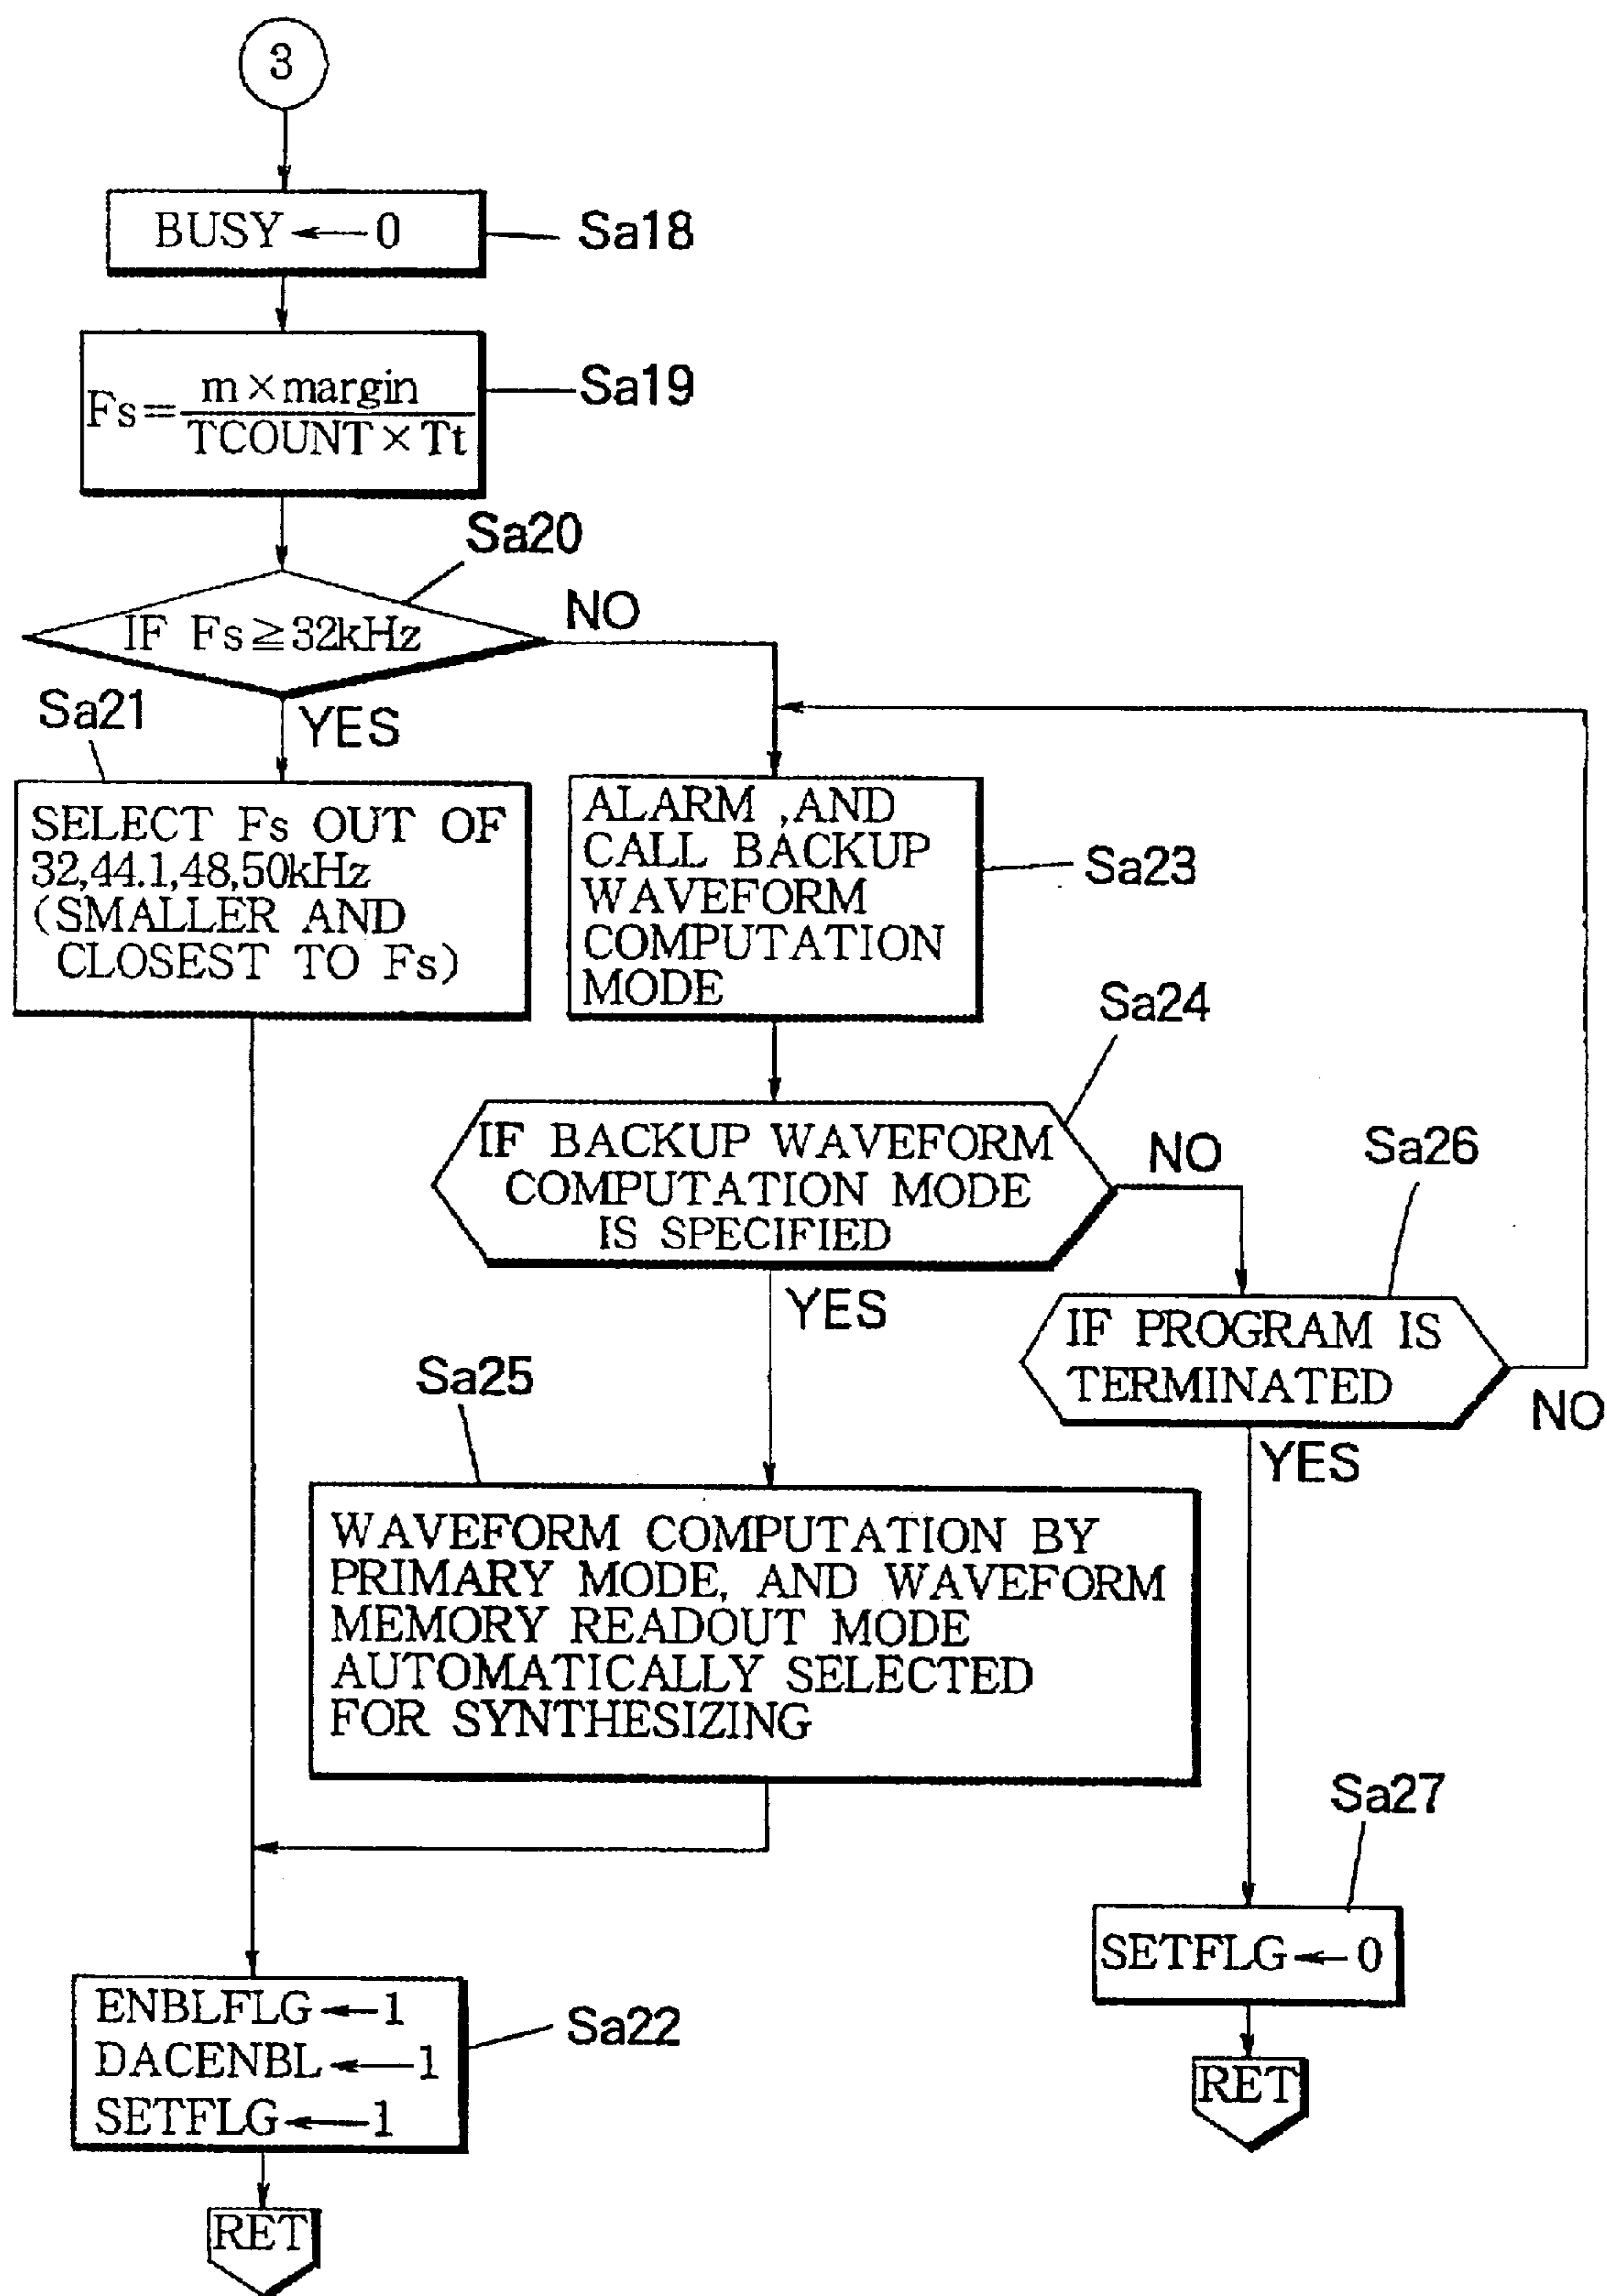 3
BUSY←0
Sa18
Fs=m×margin/TCOUNT×Tt
Sa19
Sa20
IF Fs≧32kHz
NO
YES
Sa21
SELECT Fs OUT OF
32,44.1,48,50kHz
(SMALLER AND
CLOSEST TO Fs)
ALARM ,AND
CALL BACKUP
WAVEFORM
COMPUTATION
MODE
Sa23
Sa24
IF BACKUP WAVEFORM
COMPUTATION MODE
IS SPECIFIED
NO
YES
Sa26
IF PROGRAM IS
TERMINATED
NO
YES
Sa25
WAVEFORM COMPUTATION BY
PRIMARY MODE, AND WAVEFORM
MEMORY READOUT MODE
AUTOMATICALLY SELECTED
FOR SYNTHESIZING
Sa27
SETFLG←0
RET
ENBLFLG←1
DACENBL←1
SETFLG←1
Sa22
RET